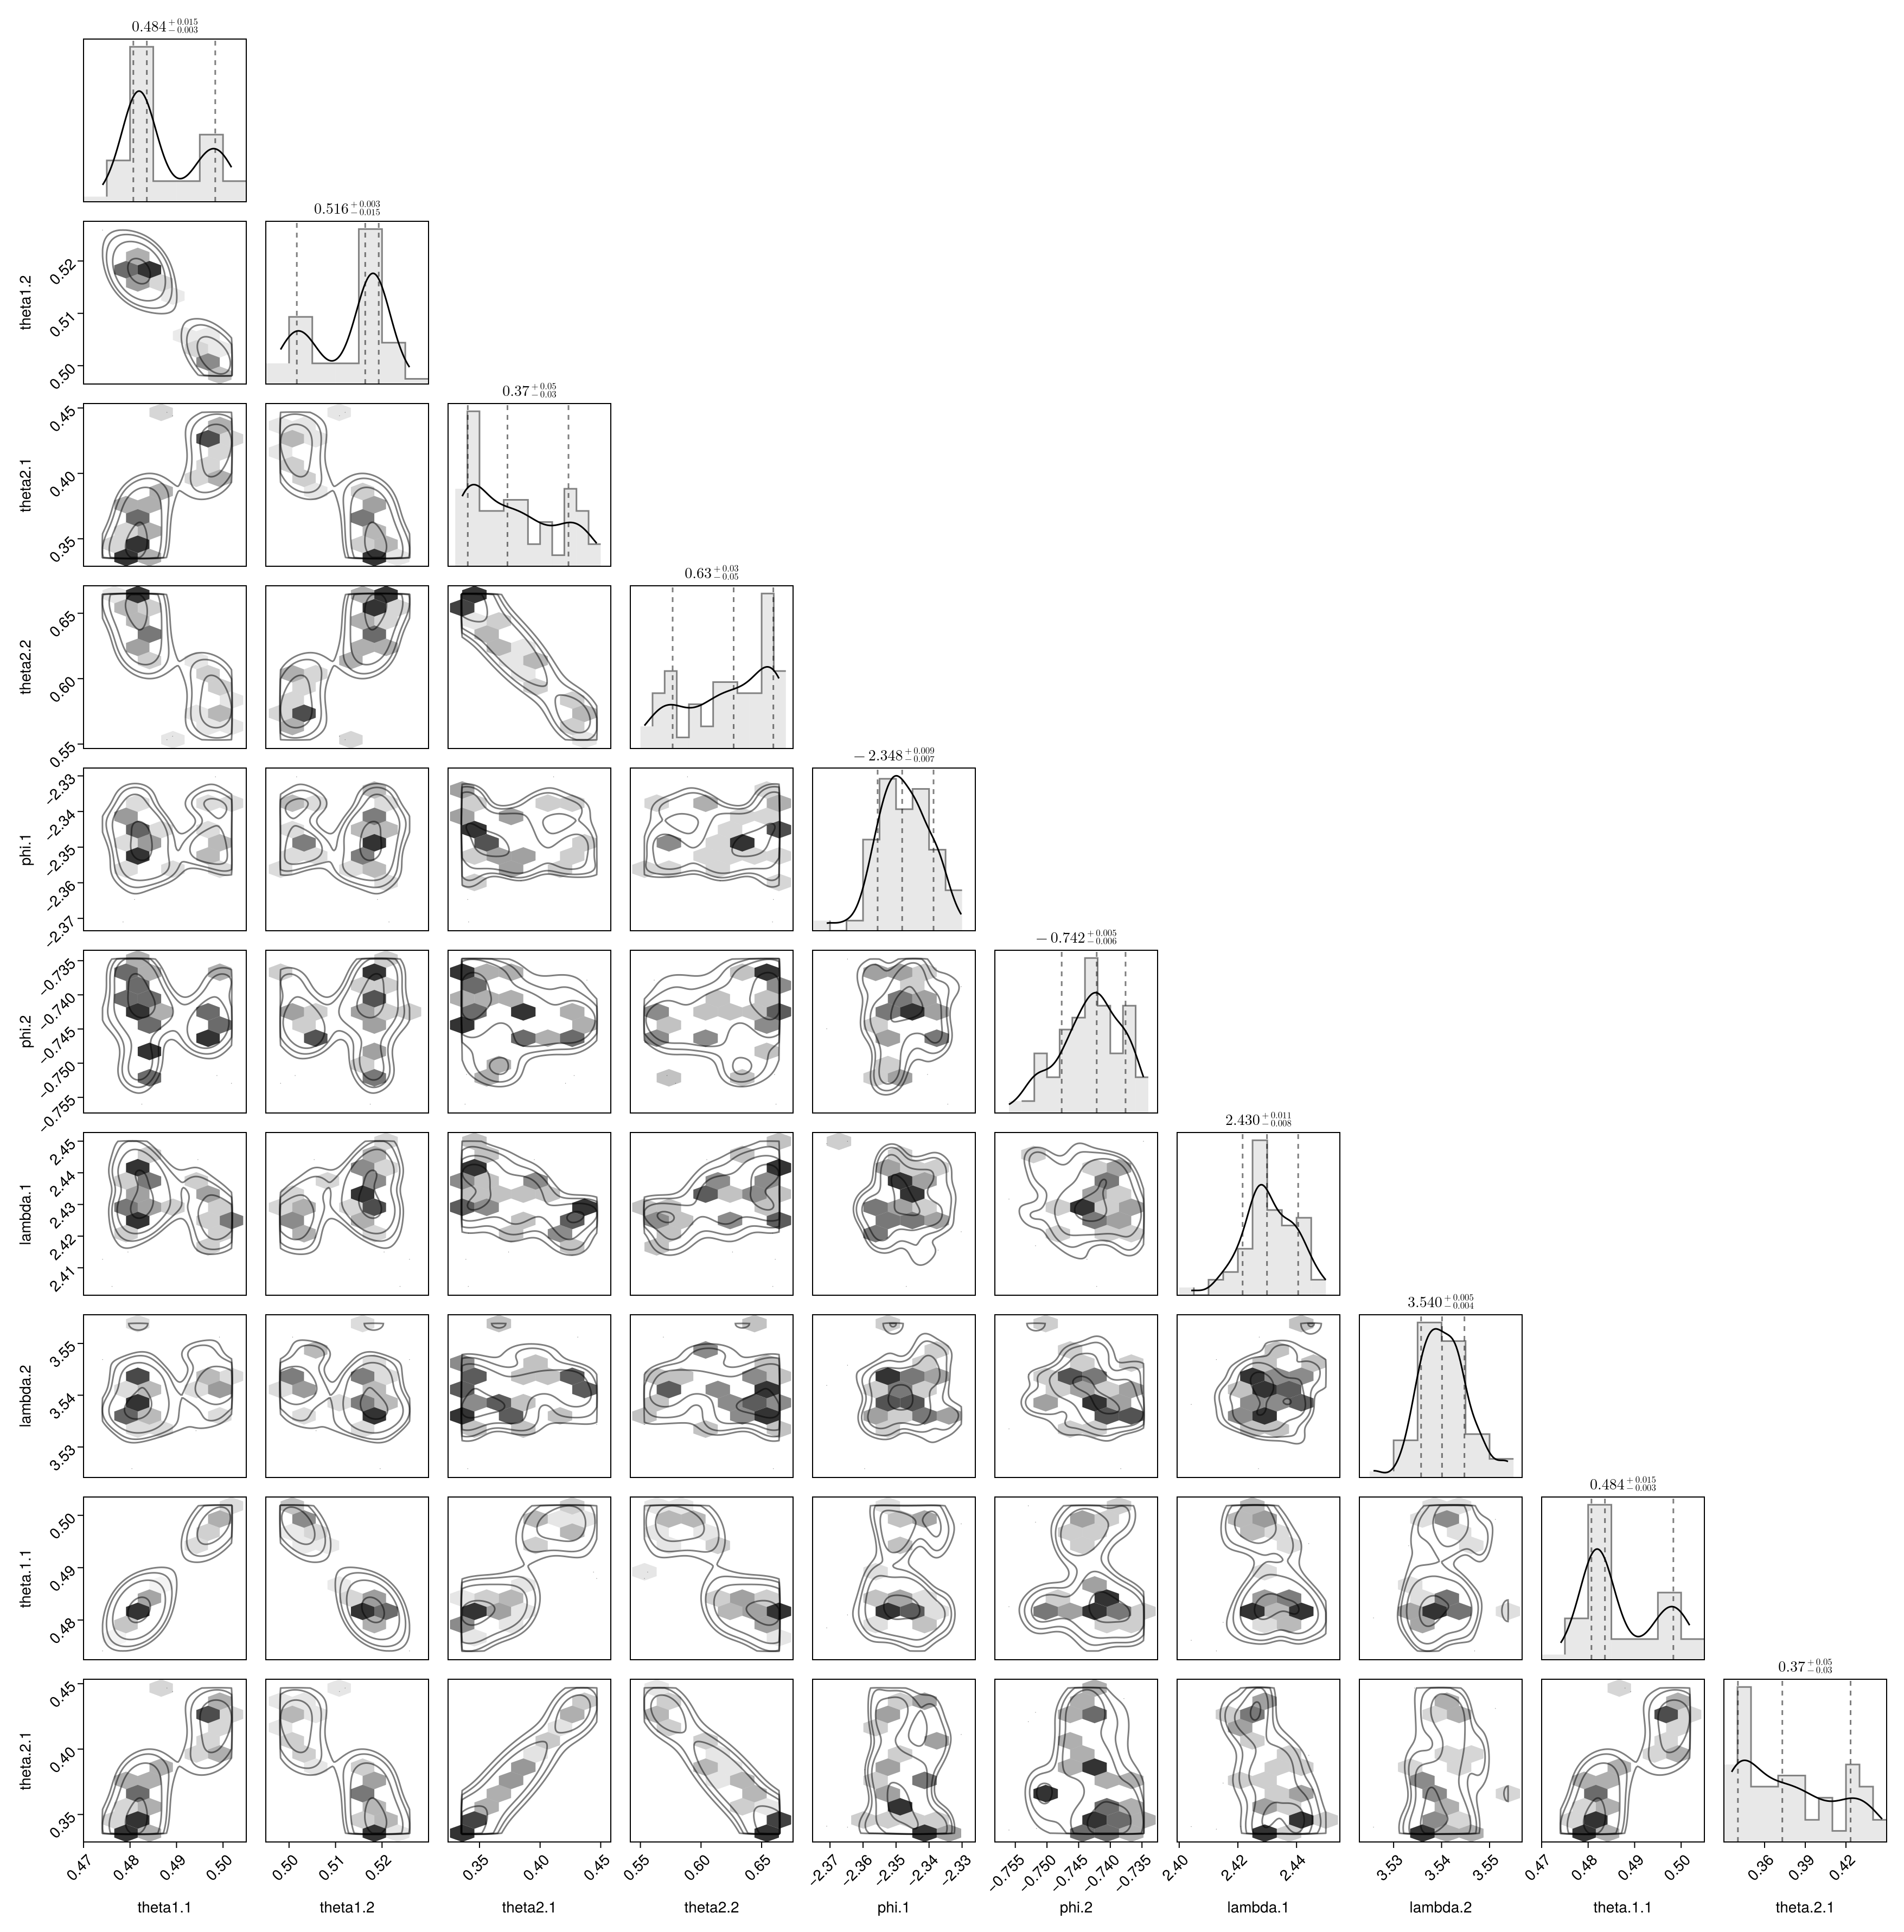 0.484 +0.015 −0.003
0.516 +0.003 −0.015
theta1.2
0.52
0.51
0.50
0.37 +0.05 −0.03
theta2.1
0.45
0.40
0.35
0.63 +0.03 −0.05
theta2.2
0.65
0.60
0.55
−2.348 +0.009 −0.007
phi.1
−2.33
−2.34
−2.35
−2.36
−2.37
−0.742 +0.005 −0.006
phi.2
−0.735
−0.740
−0.745
−0.750
−0.755
2.430 +0.011 −0.008
lambda.1
2.45
2.44
2.43
2.42
2.41
3.540 +0.005 −0.004
lambda.2
3.55
3.54
3.53
0.484 +0.015 −0.003
theta.1.1
0.50
0.49
0.48
0.37 +0.05 −0.03
theta.2.1
0.45
0.40
0.35
0.47 0.48 0.49 0.50 0.50 0.51 0.52 0.35 0.40 0.45 0.55 0.60 0.65 −2.37 −2.36 −2.35 −2.34 −2.33 −0.755 −0.750 −0.745 −0.740 −0.735 2.40 2.42 2.44 3.53 3.54 3.55 0.47 0.48 0.49 0.50 0.36 0.39 0.42
theta1.1 theta1.2 theta2.1 theta2.2 phi.1 phi.2 lambda.1 lambda.2 theta.1.1 theta.2.1